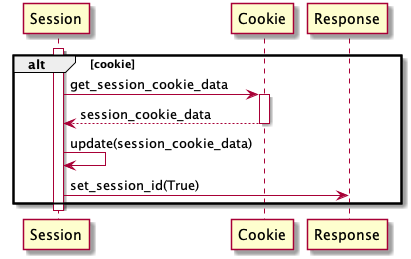 Session Cookie Response
alt [cookie]
get_session_cookie_data
session_cookie_data
update(session_cookie_data)
set_session_id(True)
Session Cookie Response